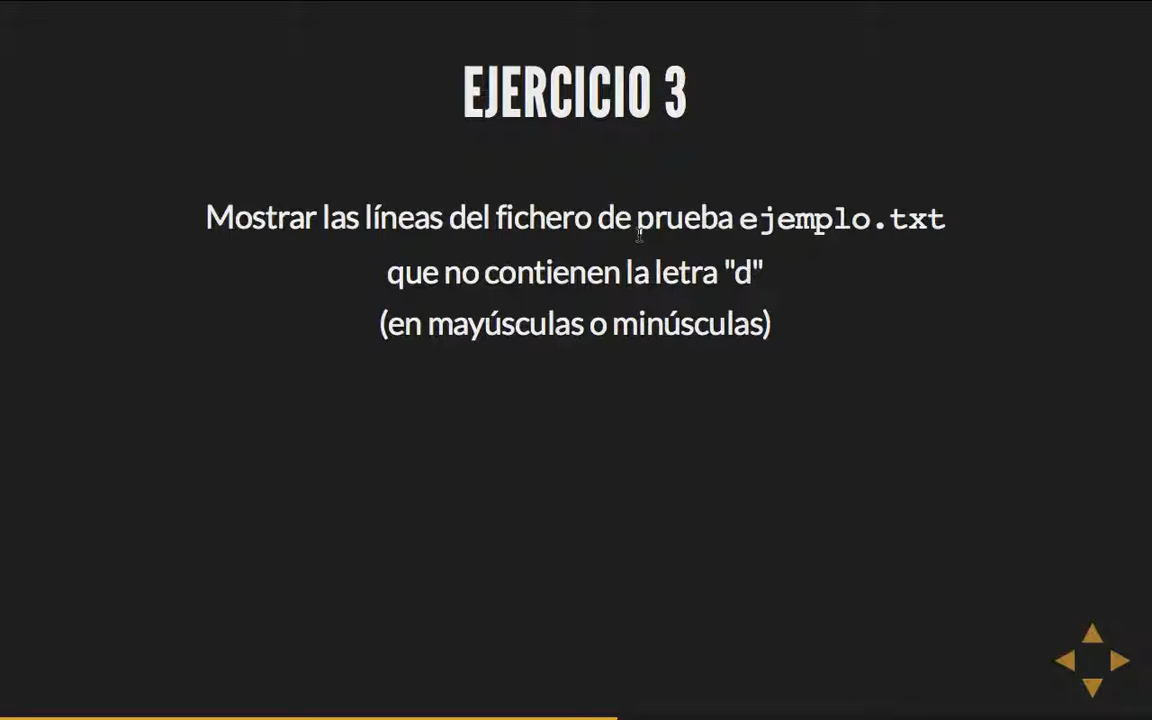 EJERCICIO 3
Mostrar las líneas del fichero de prueba ejemplo.txt
que no contienen la letra "d"
(en mayúsculas o minúsculas)